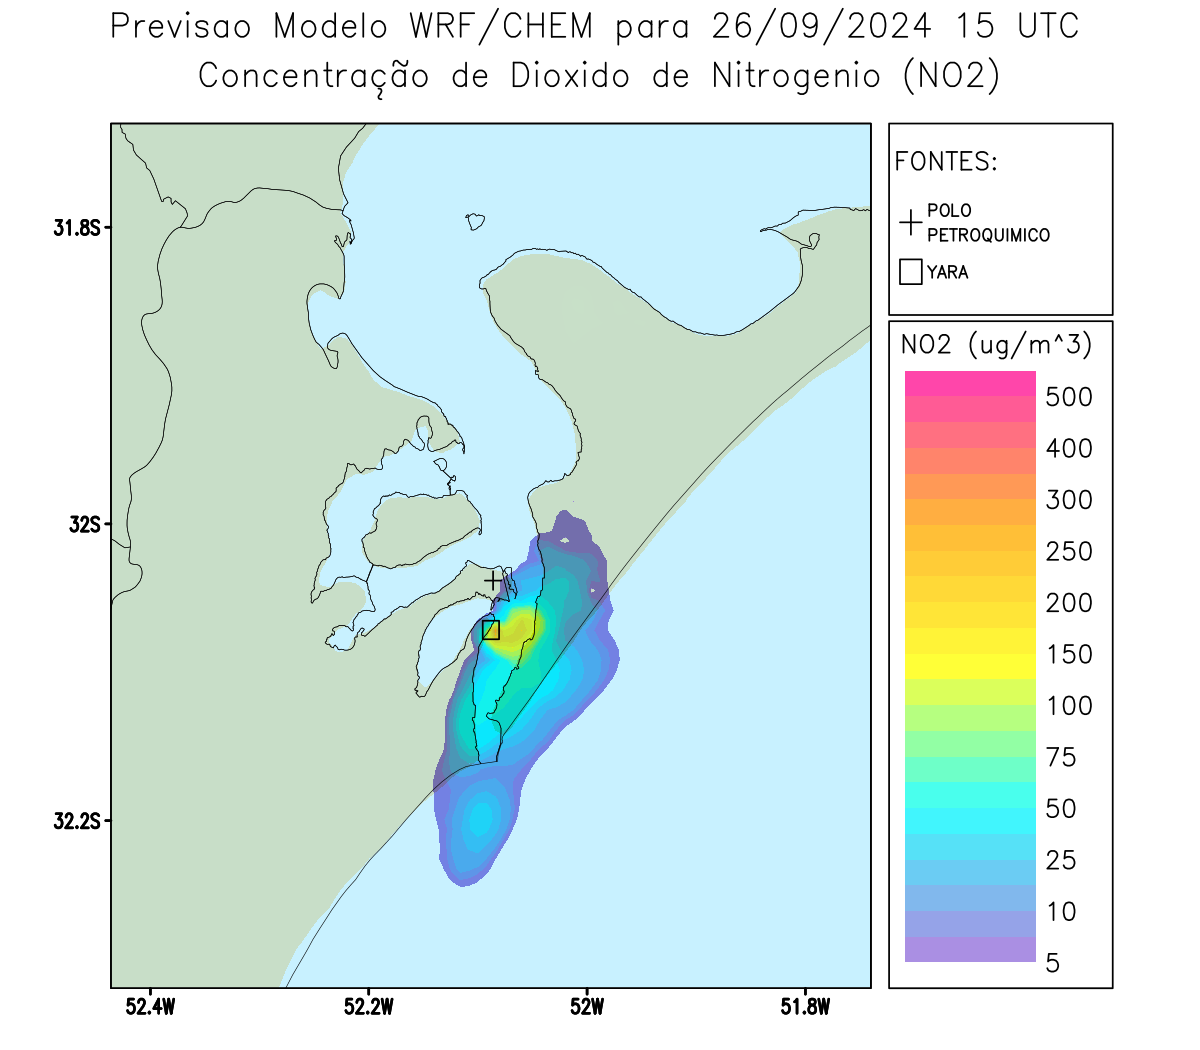 Previsao Modelo WRF/CHEM para 26/09/2024 15 UTC
Concentração de Dioxido de Nitrogenio (NO2)
FONTES:
POLO
PETROQUIMICO
YARA
NO2 (ug/m^3)
500
400
300
250
200
150
100
75
50
25
10
5
31.8S
32S
32.2S
52.4W
52.2W
52W
51.8W